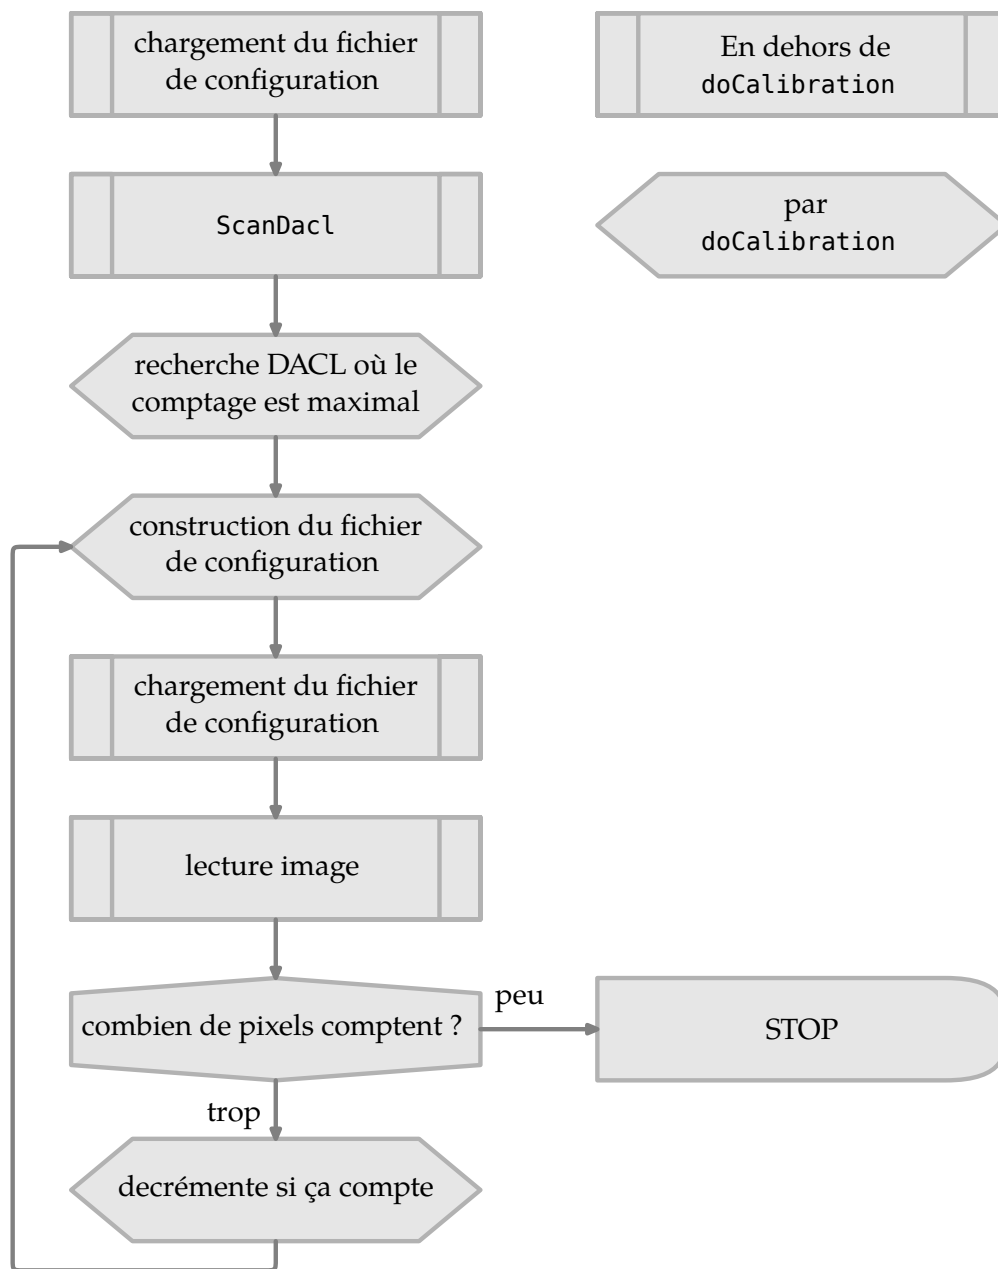 chargement du fichier
de configuration
En dehors de
doCalibration
ScanDacl
par
doCalibration
recherche DACL où le
comptage est maximal
construction du fichier
de configuration
chargement du fichier
de configuration
lecture image
combien de pixels comptent ?
peu
STOP
trop
decrémente si ça compte